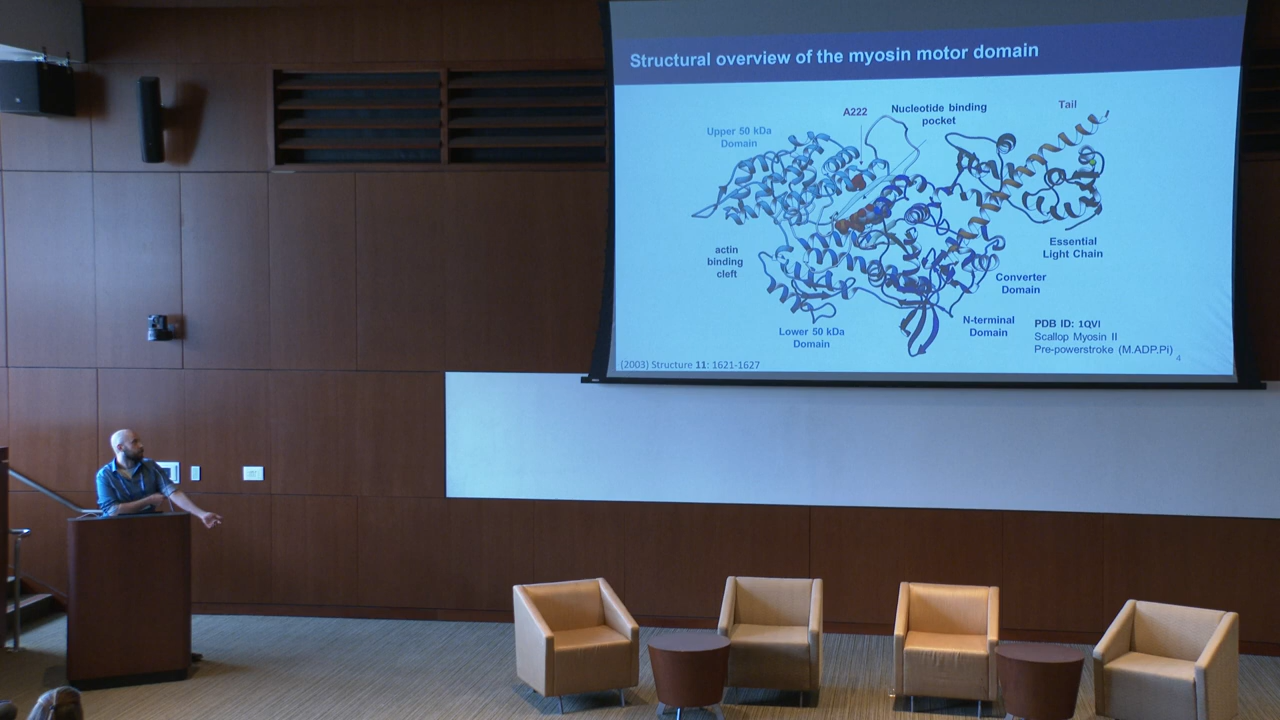 Structural overview of the myosin motor domain
A222
Nucleotide binding
pocket
Tail
Upper 50 kDa
Domain
actin
binding
cleft
Essential
Light Chain
Converter
Domain
Lower 50 kDa
Domain
N-terminal
Domain
PDB ID: 1QVI
Scallop Myosin II
Pre-powerstroke (M.ADP.Pi)
4
(2003) Structure 11: 1621-1627